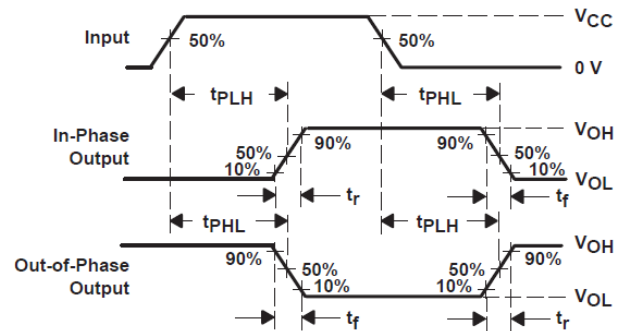 VCC
Input
50%
50%
0 V
tPLH
tPHL
In-Phase
Output
90%
90%
VOH
50%
10%
50%
10%
VOL
tr
tf
tPHL
tPLH
Out-of-Phase
Output
90%
90%
VOH
50%
10%
50%
10%
VOL
tf
tr